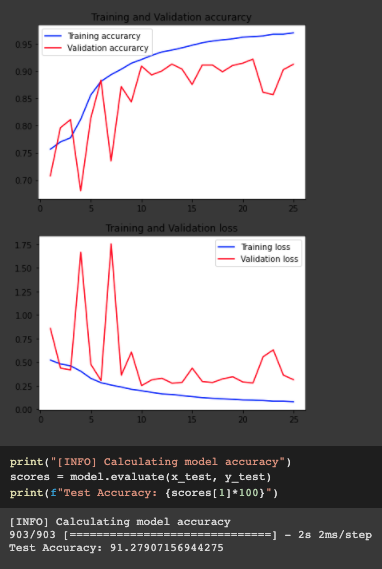 Training and Validation accurarcy
Training accurarcy
Validation accurarcy
0.95
0.90
0.85
0.80
0.75
0.70
0 5 10 15 20 25
Training and Validation loss
Training loss
Validation loss
1.75
1.50
1.25
1.00
0.75
0.50
0.25
0.00
0 5 10 15 20 25
print("[INFO] Calculating model accuracy")
scores = model.evaluate(x_test, y_test)
print(f"Test Accuracy: {scores[1]*100}")
[INFO] Calculating model accuracy
903/903 [==============================] - 2s 2ms/step
Test Accuracy: 91.27907156944275